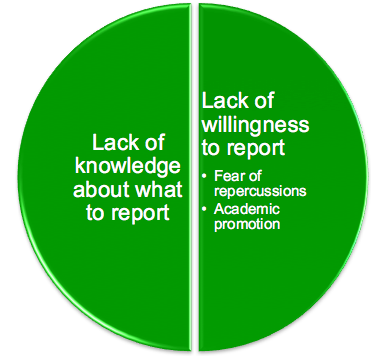 Lack of
knowledge
about what
to report
Lack of
willingness
to report
• Fear of
repercussions
• Academic
promotion